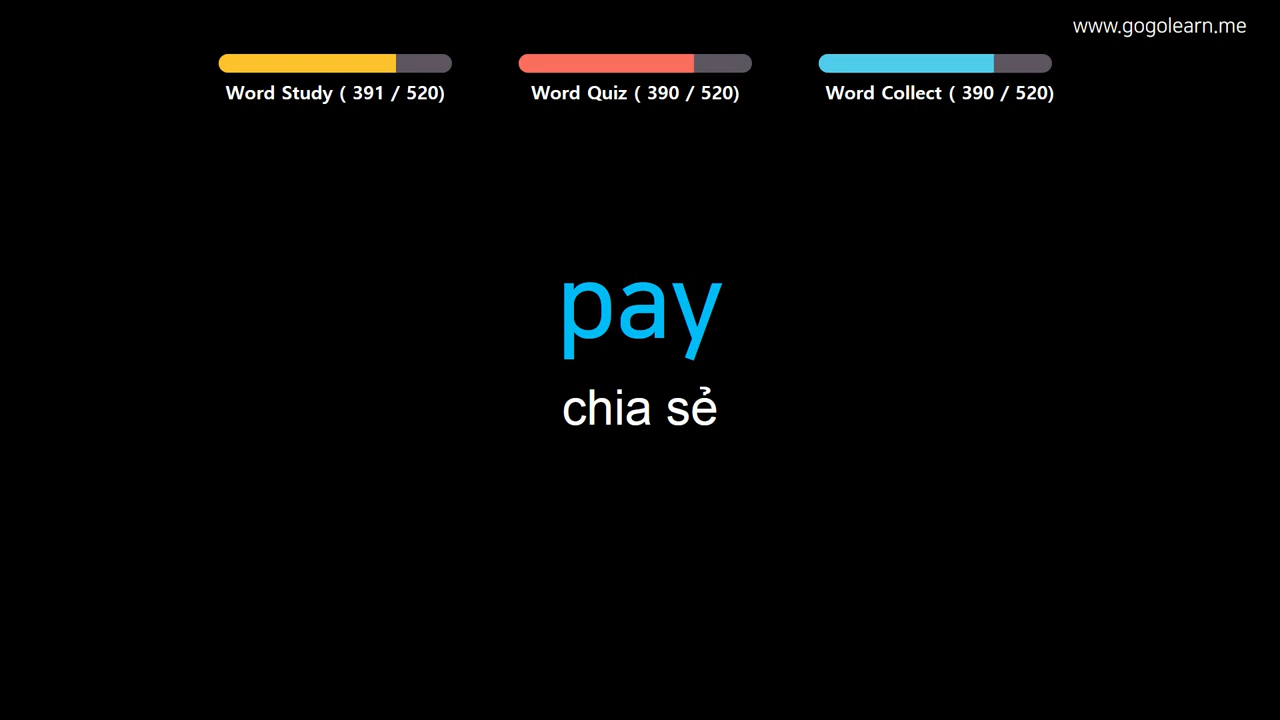 www.gogolearn.me
Word Study ( 391 / 520)
Word Quiz ( 390 / 520)
Word Collect ( 390 / 520)
pay
chia sẻ